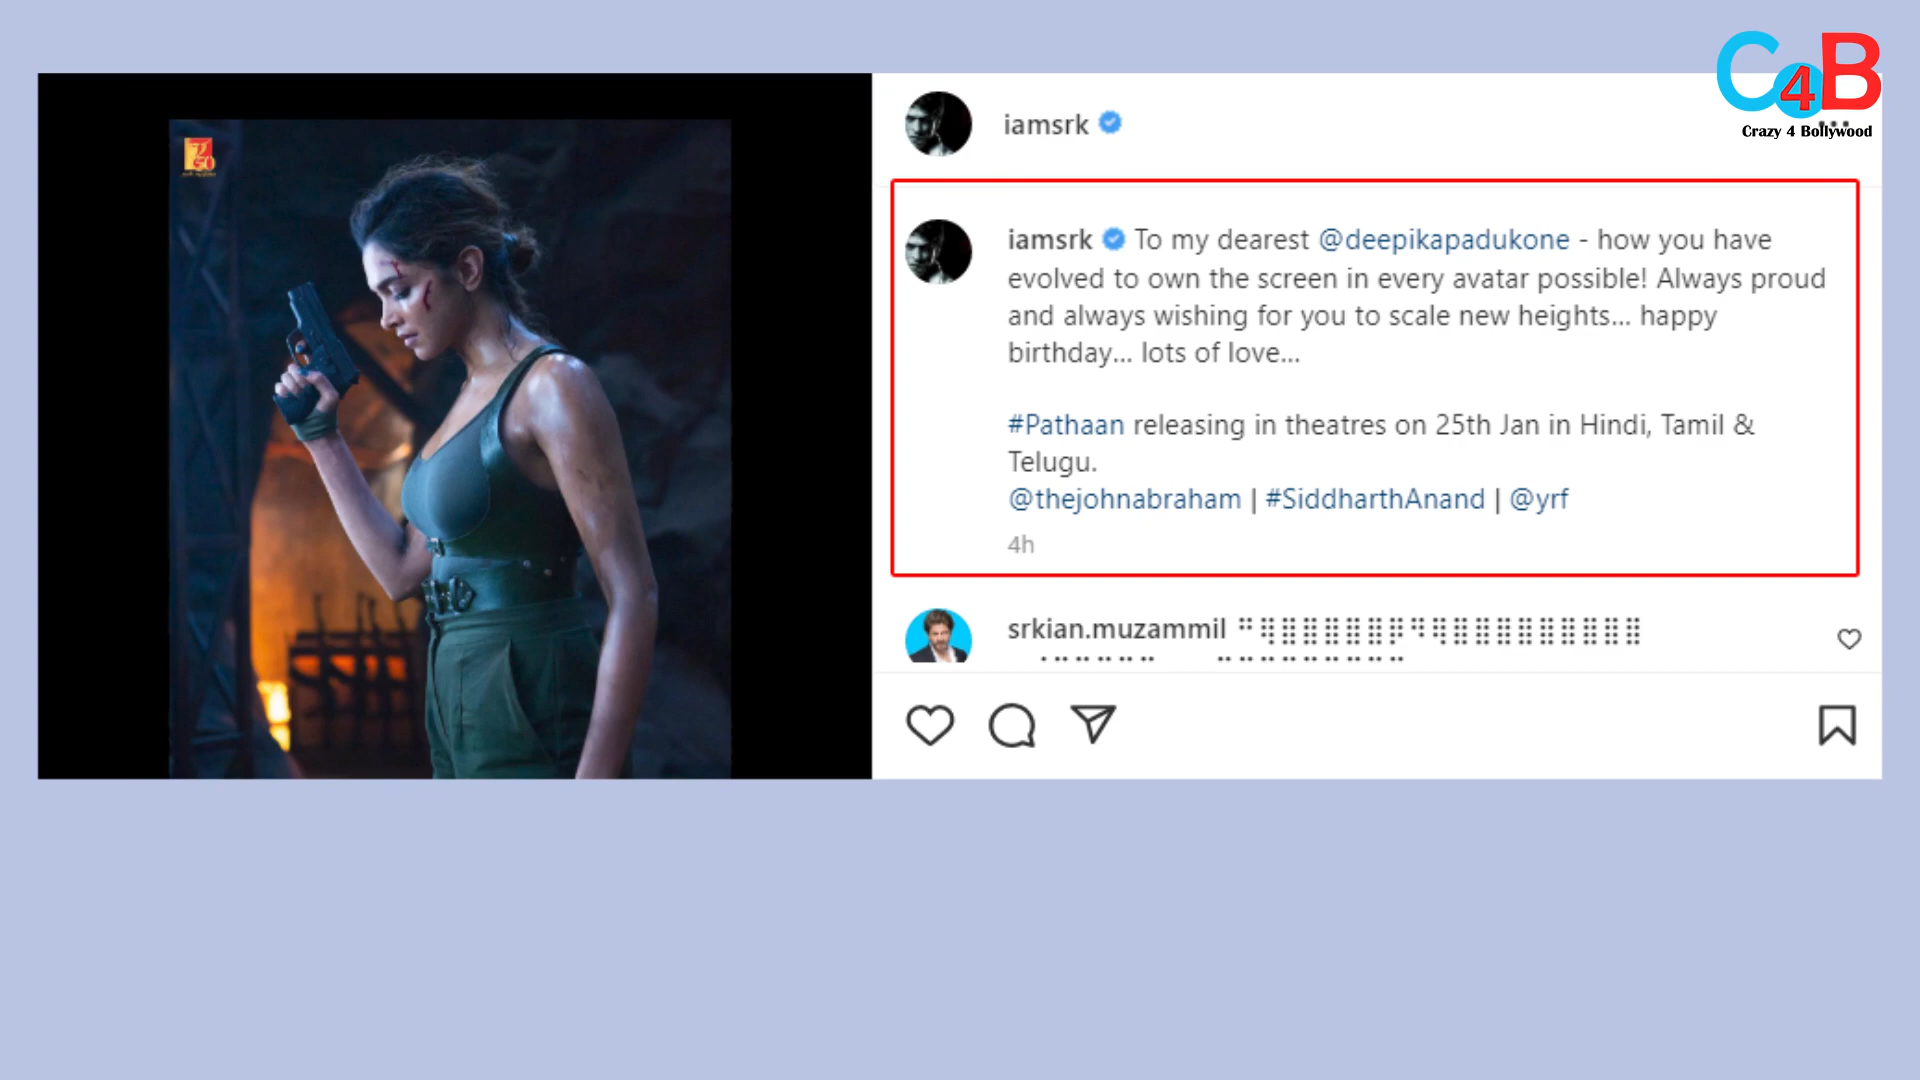 C4B
Crazy 4 Bollywood
iamsrk
iamsrk To my dearest @deepikapadukone - how you have
evolved to own the screen in every avatar possible! Always proud
and always wishing for you to scale new heights... happy
birthday... lots of love...
#Pathaan releasing in theatres on 25th Jan in Hindi, Tamil &
Telugu.
@thejohnabraham | #SiddharthAnand | @yrf
4h
srkian.muzammil
50